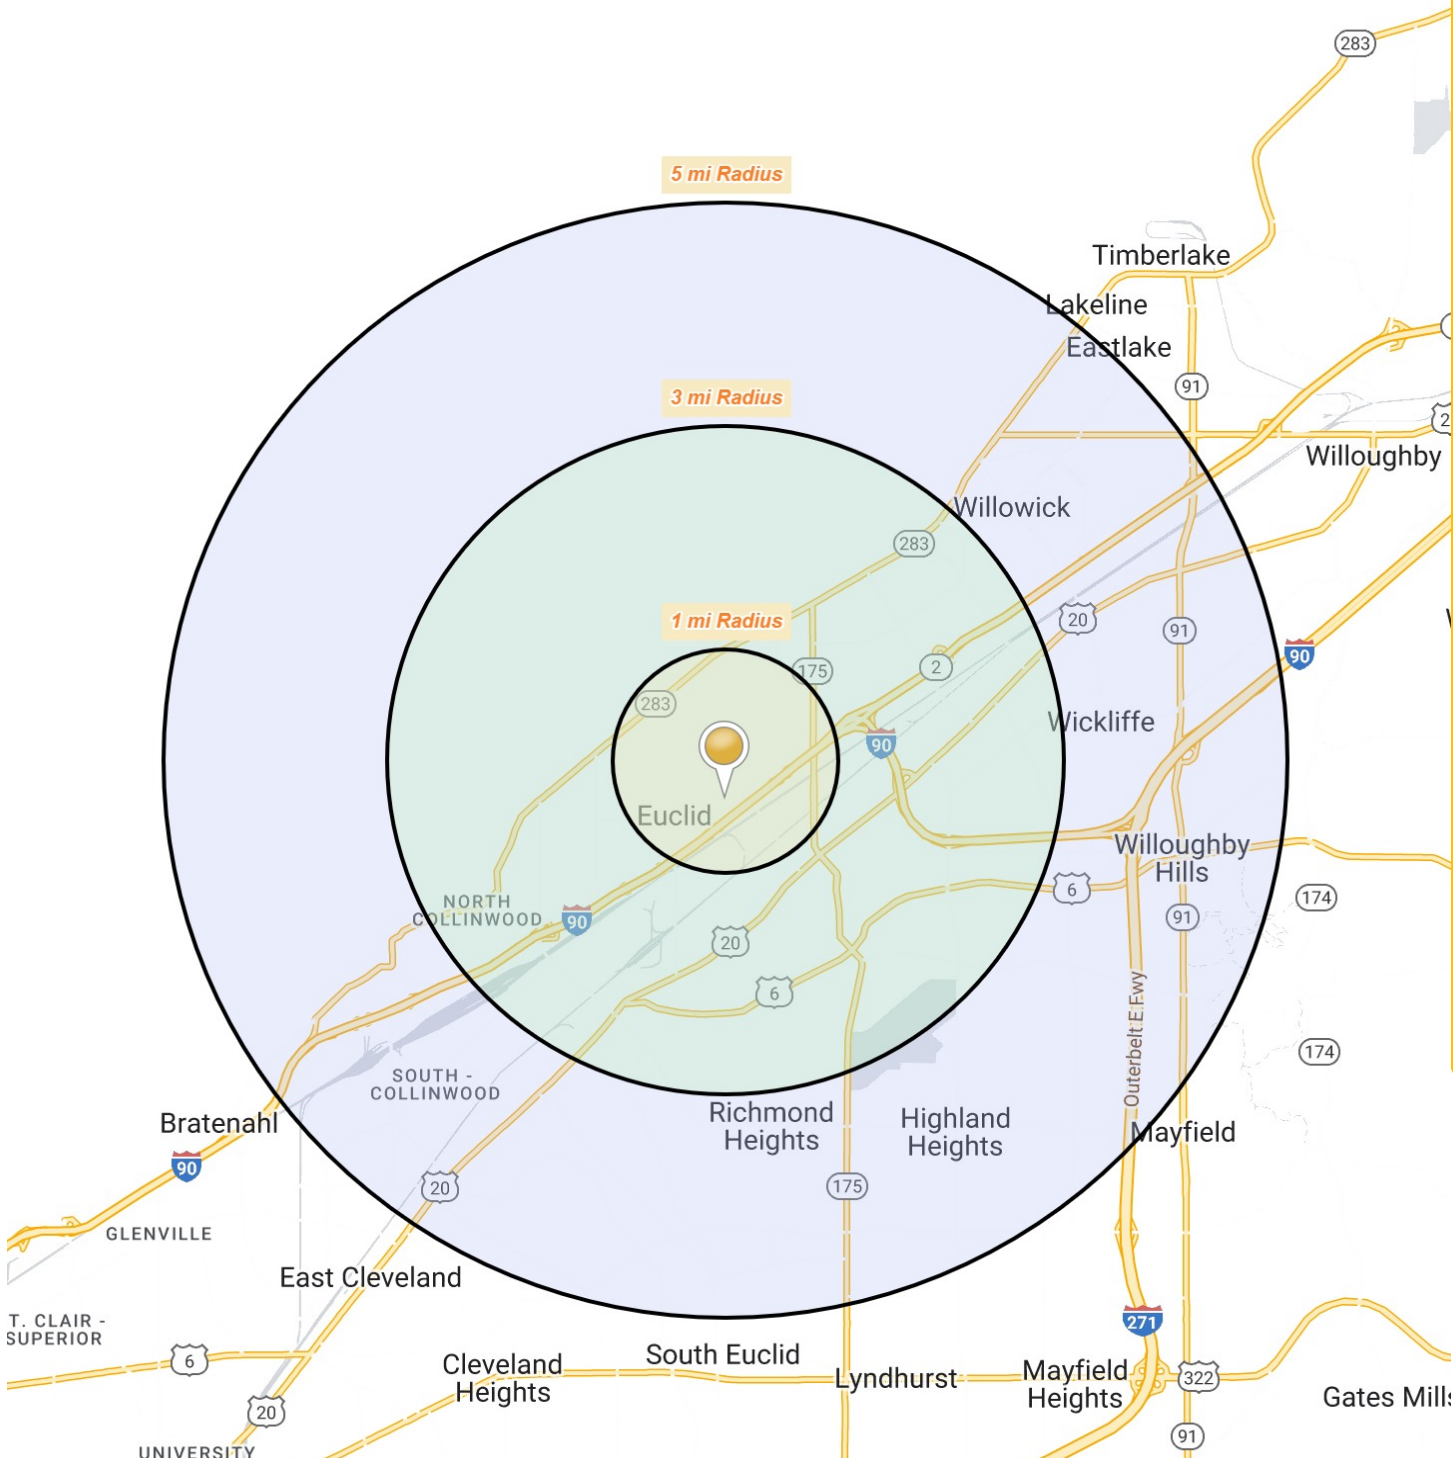 283
5 mi Radius
Timberlake
Lakeline
Eastlake
91
3 mi Radius
2
Willoughby
Willowick
283
1 mi Radius
20
91
90
2
175
283
Wickliffe
90
Euclid
Willoughby
Hills
6
174
NORTH
COLLINWOOD
90
91
20
6
Outerbelt E Fwy
174
SOUTH -
COLLINWOOD
Richmond
Heights
Highland
Heights
Bratenahl
Mayfield
90
20
175
GLENVILLE
East Cleveland
T. CLAIR -
SUPERIOR
271
6
South Euclid
Cleveland
Heights
Lyndhurst
Mayfield
Heights
322
Gates Mills
20
91
UNIVERSITY